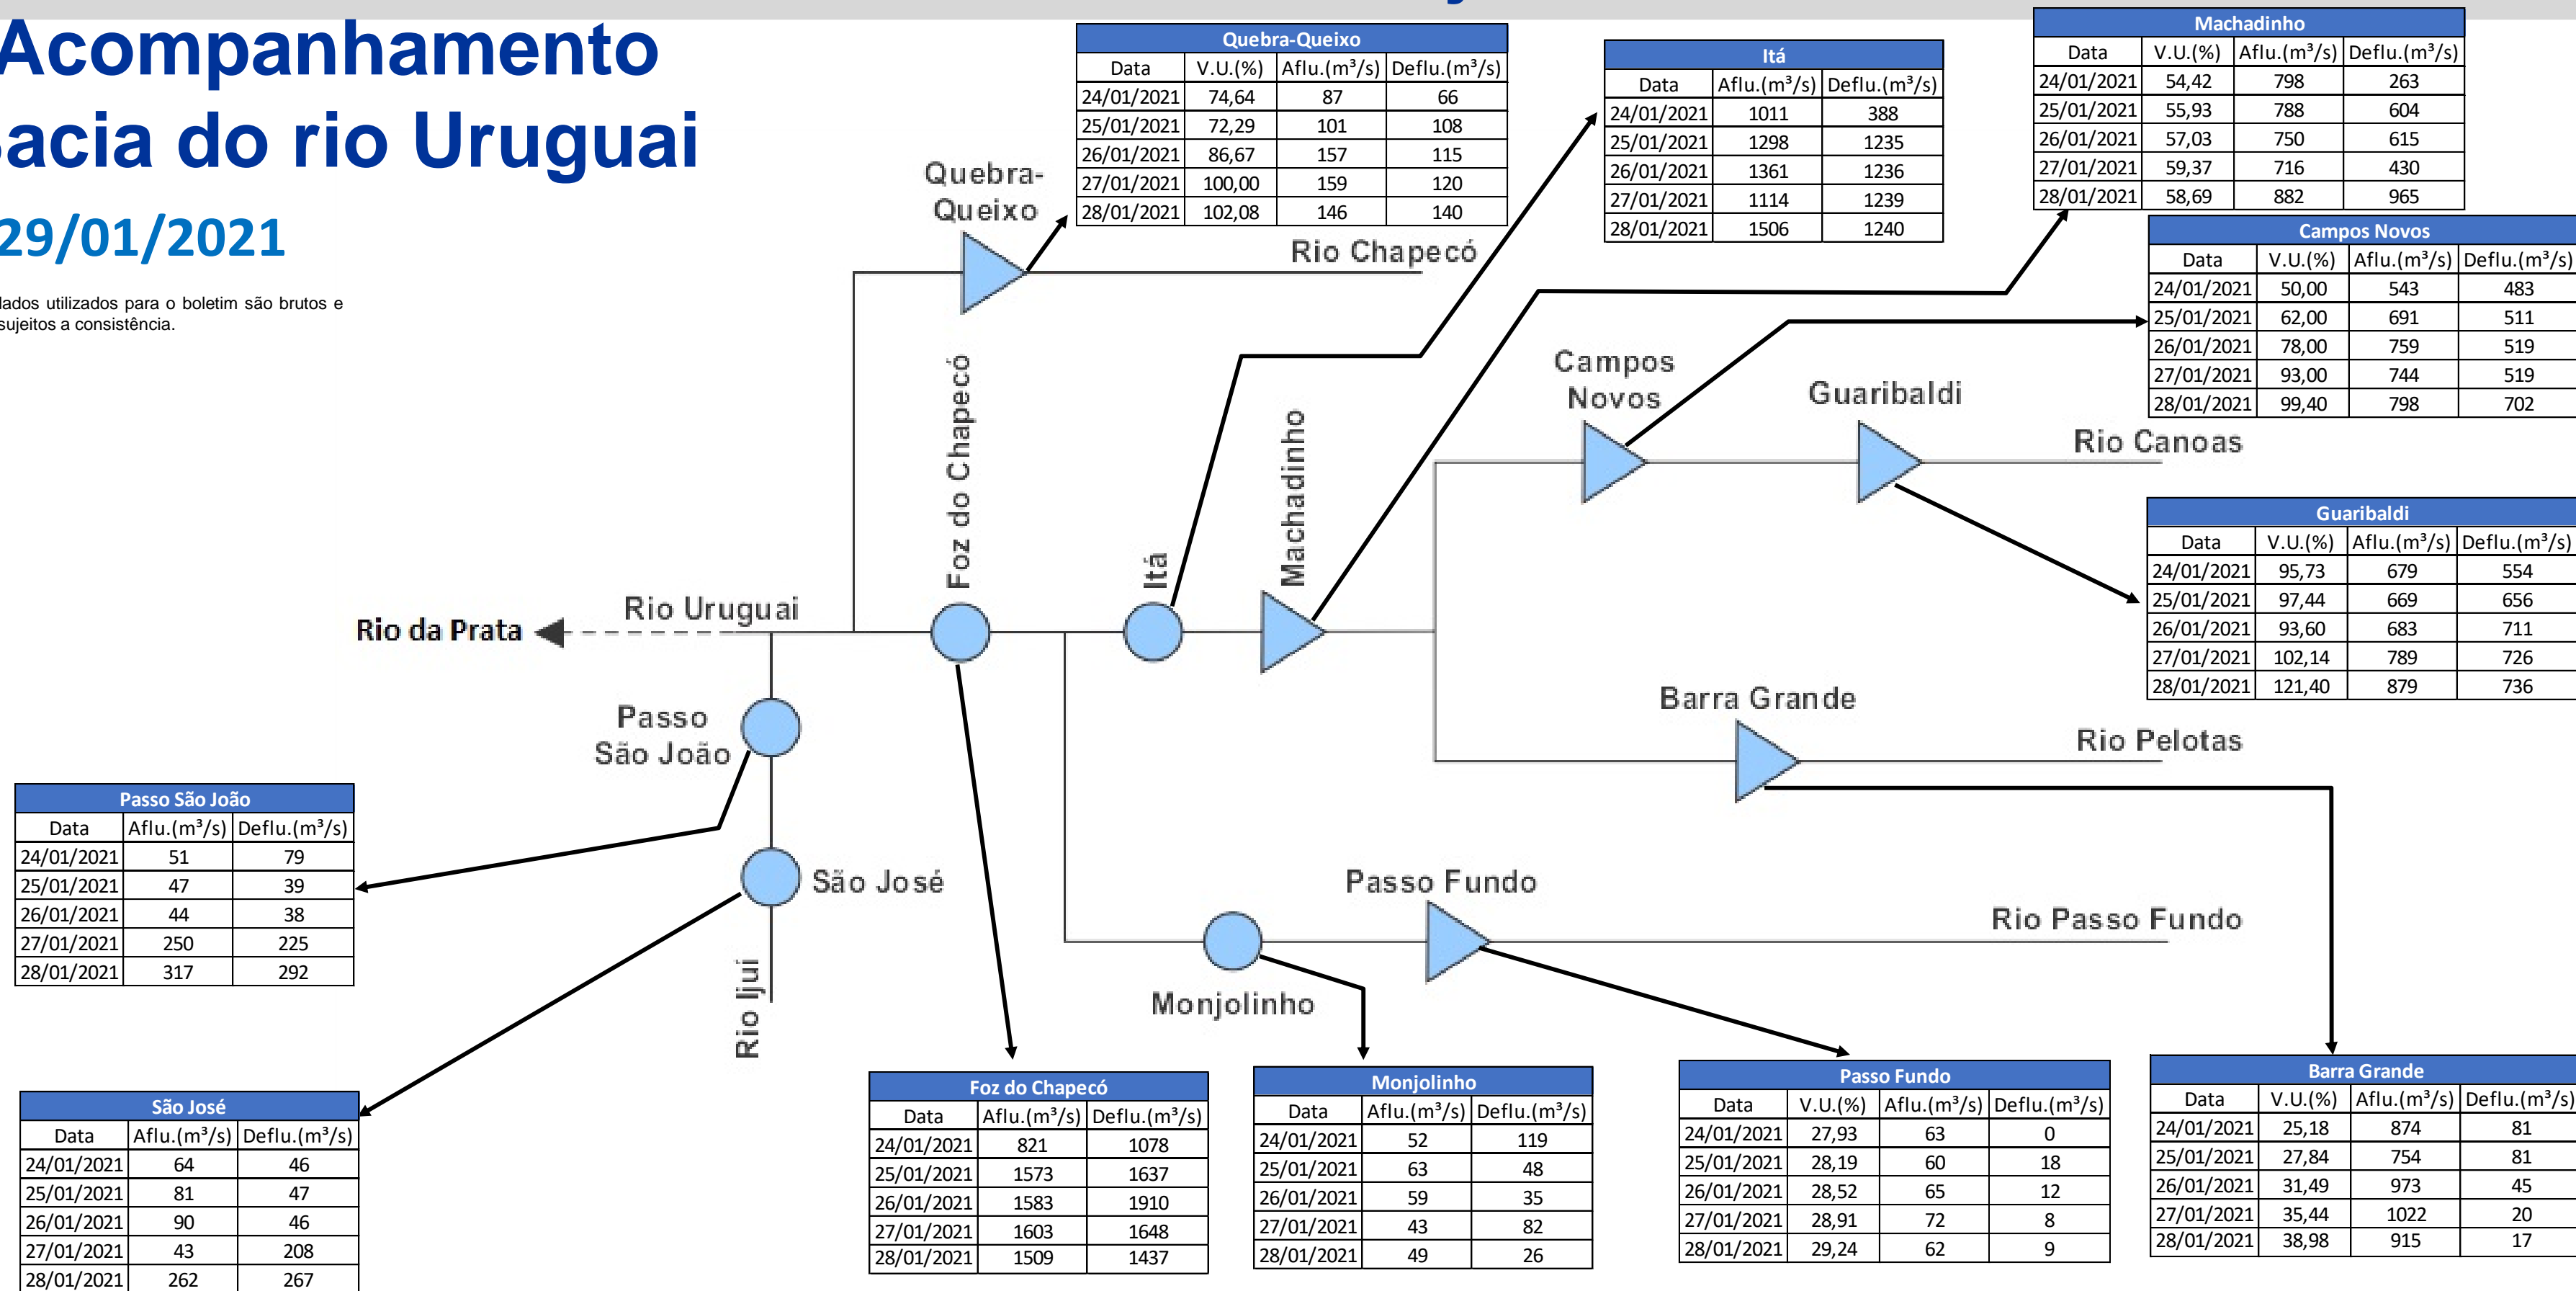 Acompanhamento
acia do rio Uruguai
29/01/2021
dados utilizados para o boletim são brutos e
sujeitos a consistência.
Quebra-Queixo
Data V.U.(%) Aflu.(m³/s) Deflu.(m³/s)
24/01/2021 74,64 87 66
25/01/2021 72,29 101 108
26/01/2021 86,67 157 115
27/01/2021 100,00 159 120
28/01/2021 102,08 146 140
Itá
Data Aflu.(m³/s) Deflu.(m³/s)
24/01/2021 1011 388
25/01/2021 1298 1235
26/01/2021 1361 1236
27/01/2021 1114 1239
28/01/2021 1506 1240
Machadinho
Data V.U.(%) Aflu.(m³/s) Deflu.(m³/s)
24/01/2021 54,42 798 263
25/01/2021 55,93 788 604
26/01/2021 57,03 750 615
27/01/2021 59,37 716 430
28/01/2021 58,69 882 965
Campos Novos
Data V.U.(%) Aflu.(m³/s) Deflu.(m³/s)
24/01/2021 50,00 543 483
25/01/2021 62,00 691 511
26/01/2021 78,00 759 519
27/01/2021 93,00 744 519
28/01/2021 99,40 798 702
Quebra-
Queixo
Rio Chapecó
Foz do Chapecó
Itá
Machadinho
Campos
Novos
Guaribaldi
Rio Canoas
Guaribaldi
Data V.U.(%) Aflu.(m³/s) Deflu.(m³/s)
24/01/2021 95,73 679 554
25/01/2021 97,44 669 656
26/01/2021 93,60 683 711
27/01/2021 102,14 789 726
28/01/2021 121,40 879 736
Rio da Prata
Rio Uruguai
Barra Grande
Rio Pelotas
Passo
São João
São José
Rio Ijuí
Passo Fundo
Rio Passo Fundo
Monjolinho
Passo São João
Data Aflu.(m³/s) Deflu.(m³/s)
24/01/2021 51 79
25/01/2021 47 39
26/01/2021 44 38
27/01/2021 250 225
28/01/2021 317 292
São José
Data Aflu.(m³/s) Deflu.(m³/s)
24/01/2021 64 46
25/01/2021 81 47
26/01/2021 90 46
27/01/2021 43 208
28/01/2021 262 267
Foz do Chapecó
Data Aflu.(m³/s) Deflu.(m³/s)
24/01/2021 821 1078
25/01/2021 1573 1637
26/01/2021 1583 1910
27/01/2021 1603 1648
28/01/2021 1509 1437
Monjolinho
Data Aflu.(m³/s) Deflu.(m³/s)
24/01/2021 52 119
25/01/2021 63 48
26/01/2021 59 35
27/01/2021 43 82
28/01/2021 49 26
Passo Fundo
Data V.U.(%) Aflu.(m³/s) Deflu.(m³/s)
24/01/2021 27,93 63 0
25/01/2021 28,19 60 18
26/01/2021 28,52 65 12
27/01/2021 28,91 72 8
28/01/2021 29,24 62 9
Barra Grande
Data V.U.(%) Aflu.(m³/s) Deflu.(m³/s)
24/01/2021 25,18 874 81
25/01/2021 27,84 754 81
26/01/2021 31,49 973 45
27/01/2021 35,44 1022 20
28/01/2021 38,98 915 17